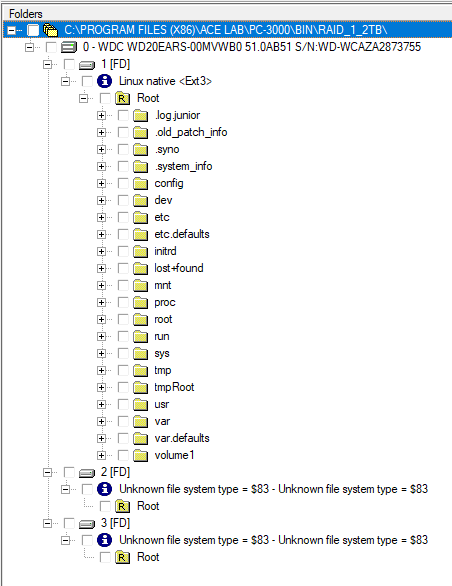 Folders
C:\PROGRAM FILES (X86)\ACE LAB\PC-3000\BIN\RAID_1_2TB\
0 - WDC WD20EARS-00MVWB0 51.0AB51 S/N:WD-WCAZA2873755
1 [FD]
Linux native <Ext3>
R Root
.log.junior
.old_patch_info
.syno
.system_info
config
dev
etc
etc.defaults
initrd
lost+found
mnt
proc
root
run
sys
tmp
tmpRoot
usr
var
var.defaults
volume1
2 [FD]
Unknown file system type = $83 - Unknown file system type = $83
R Root
3 [FD]
Unknown file system type = $83 - Unknown file system type = $83
R Root